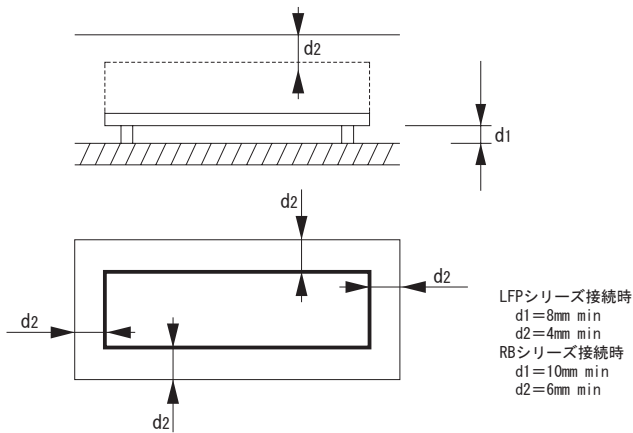 d2
d1
d2
d2
d2
d2
LFPシリーズ接続時
d1＝8mm min
d2＝4mm min
RBシリーズ接続時
d1＝10mm min
d2＝6mm min